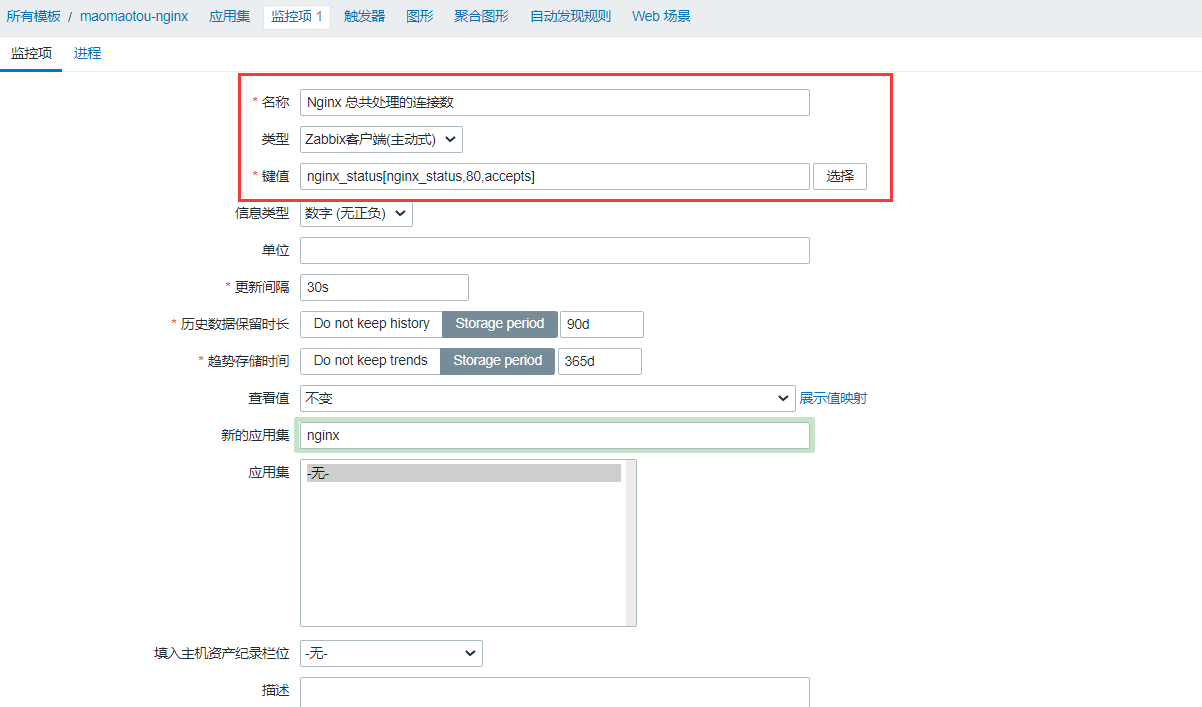 所有模板 / maomaotou-nginx 应用集 监控项 1 触发器 图形 聚合图形 自动发现规则 Web 场景
监控项 进程
* 名称 Nginx 总共处理的连接数
类型 Zabbix客户端(主动式)
* 键值 nginx_status[nginx_status,80,accepts] 选择
信息类型 数字 (无正负)
单位
* 更新间隔 30s
* 历史数据保留时长 Do not keep history Storage period 90d
* 趋势存储时间 Do not keep trends Storage period 365d
查看值 不变 展示值映射
新的应用集 nginx
应用集 -无-
填入主机资产纪录栏位 -无-
描述